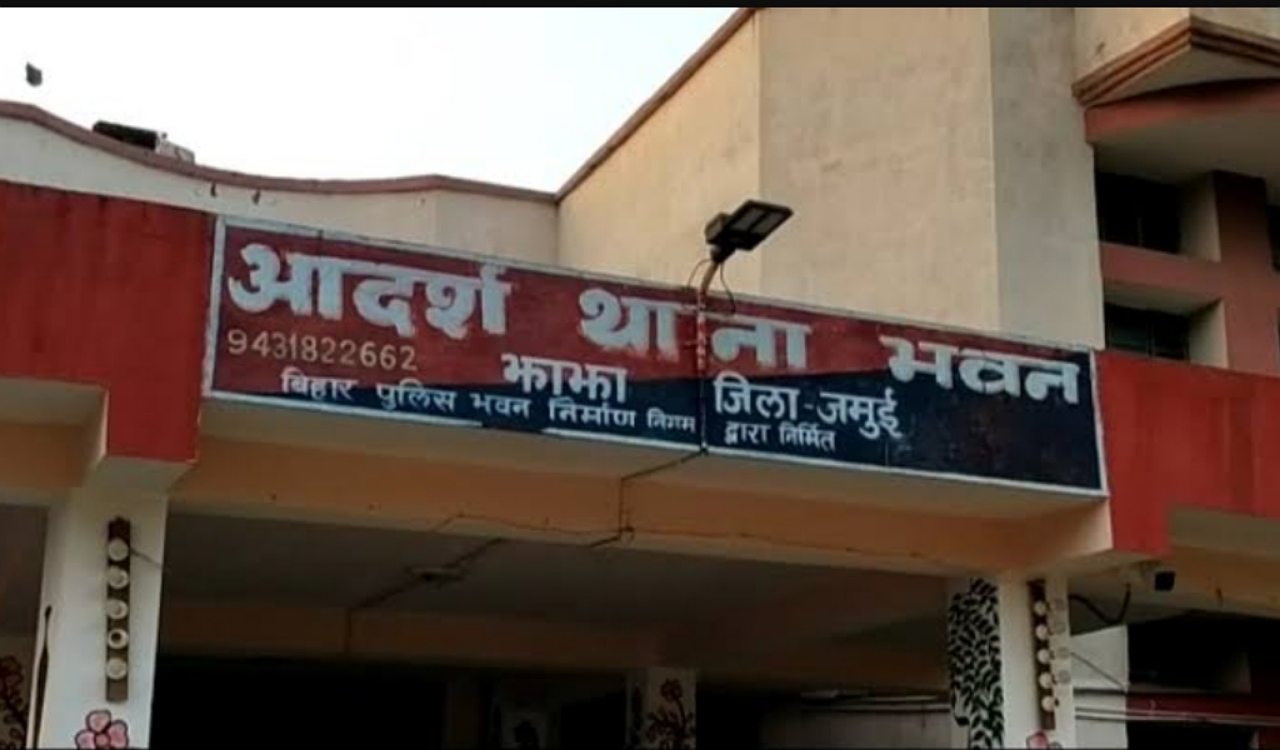 आदर्श थाना भवन
9431822662
झाझा जिला-जमुई
बिहार पुलिस भवन निर्माण निगम द्वारा निर्मित